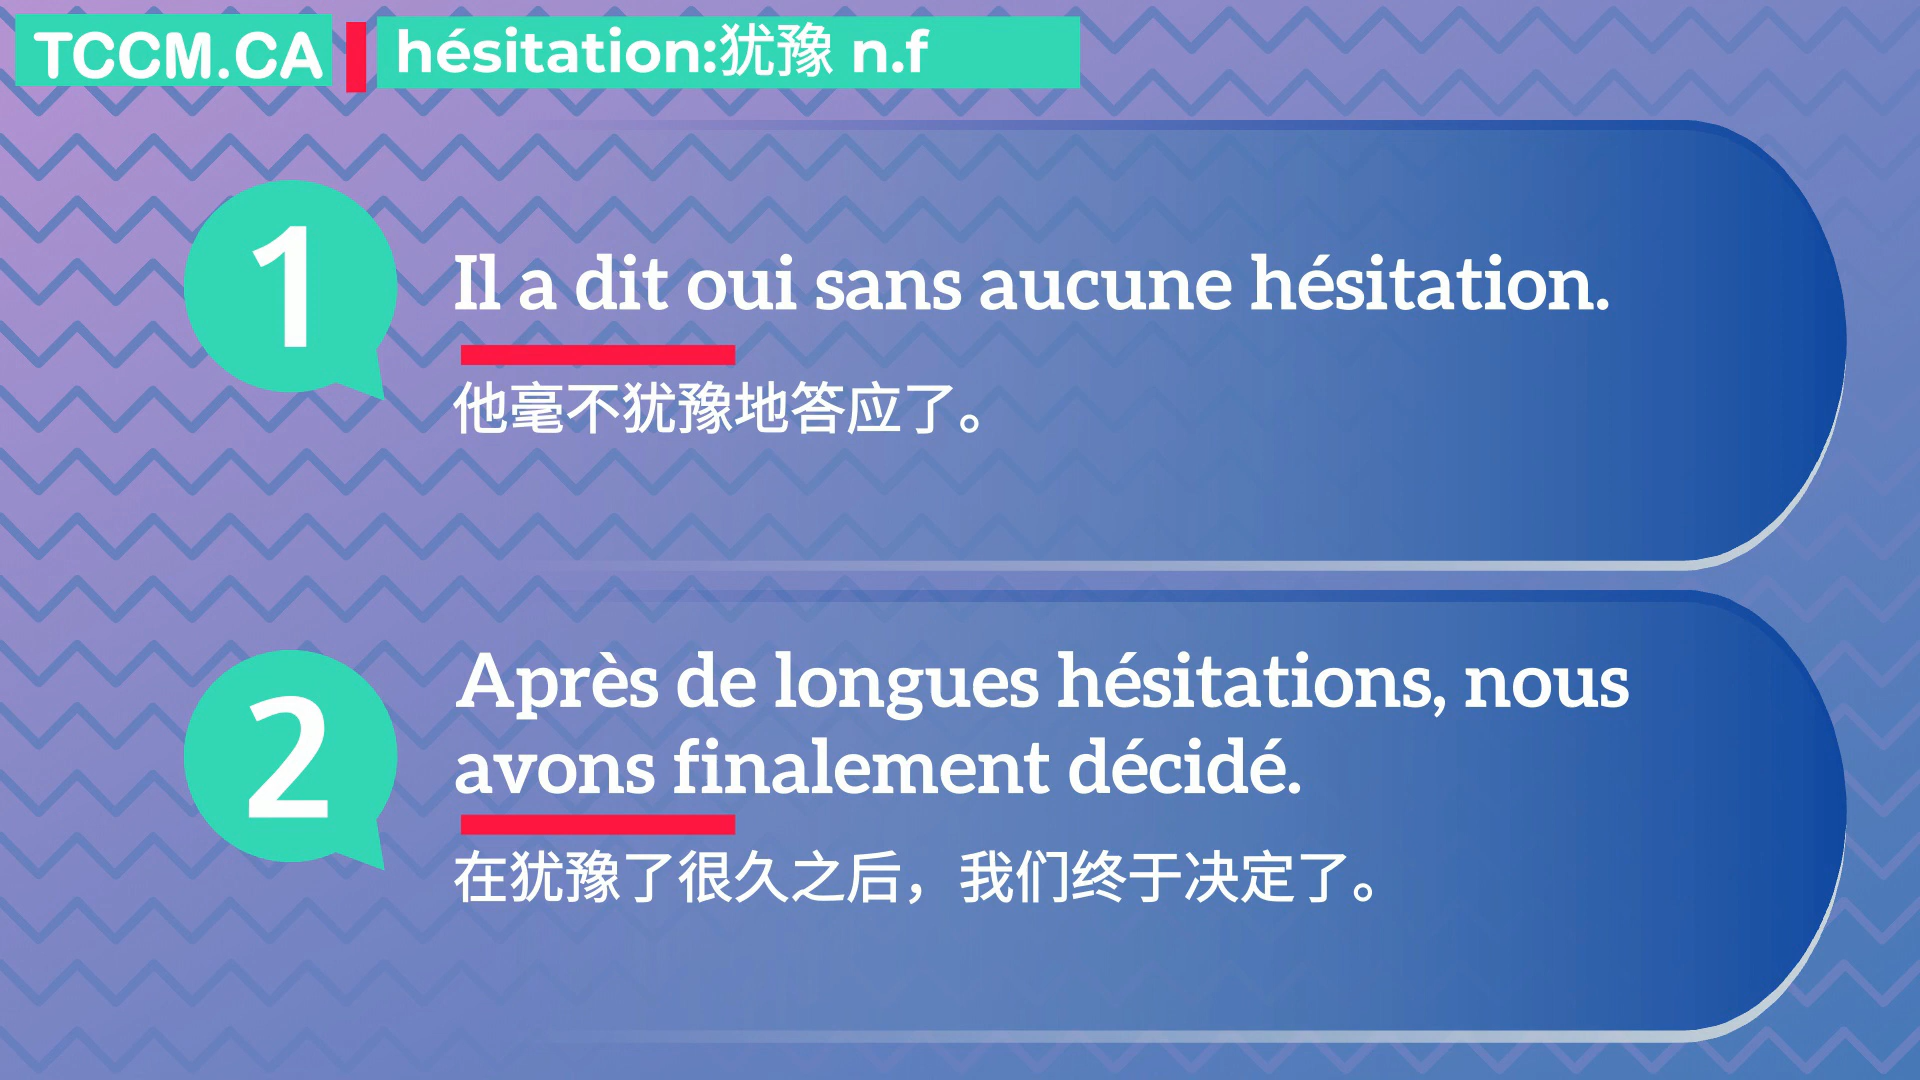 TCCM.CA hésitation:犹豫 n.f
1
Il a dit oui sans aucune hésitation.
他毫不犹豫地答应了。
2
Après de longues hésitations, nous
avons finalement décidé.
在犹豫了很久之后，我们终于决定了。